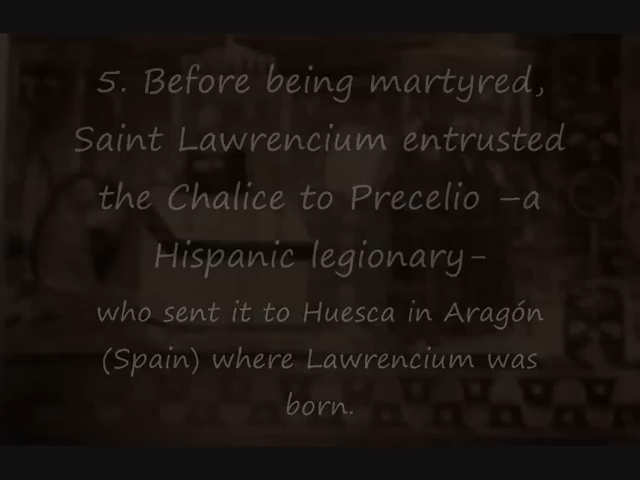 5. Before being martyred,
Saint Lawrencium entrusted
the Chalice to Precelio –a
Hispanic legionary-
who sent it to Huesca in Aragón
(Spain) where Lawrencium was
born.